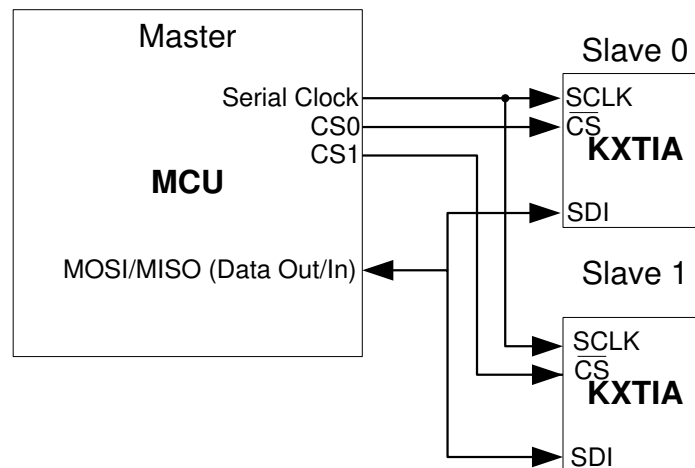 Master
Serial Clock
CS0
CS1
MCU
MOSI/MISO (Data Out/In)
Slave 0
SCLK
CS
KXTIA
SDI
Slave 1
SCLK
CS
KXTIA
SDI